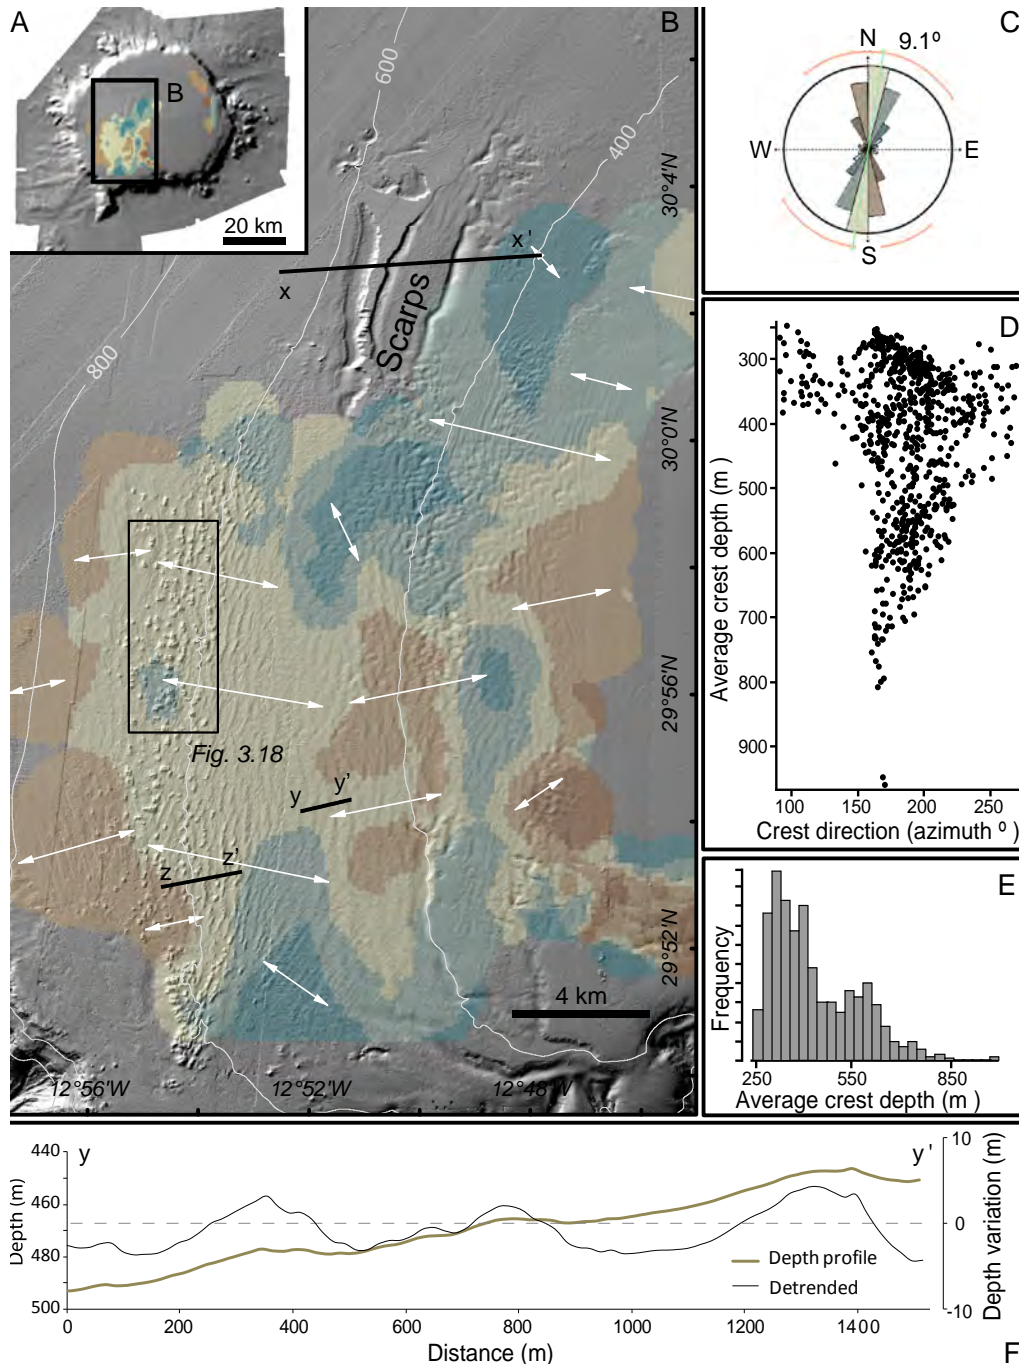 A
B
20 km
B
600
400
800
x
x'
Scarps
30°4'N
30°0'N
29°56'N
29°52'N
Fig. 3.18
y
y'
z
z'
4 km
12°56'W
12°52'W
12°48'W
C
N
9.1º
W
E
S
D
300
400
500
600
700
800
900
Average crest depth (m )
100
150
200
250
Crest direction (azimuth º )
E
Frequency
250
550
850
Average crest depth (m )
y
y'
440
460
480
500
Depth (m)
10
0
-10
Depth variation (m)
Depth profile
Detrended
0
200
400
600
800
1000
1200
1400
Distance (m)
F